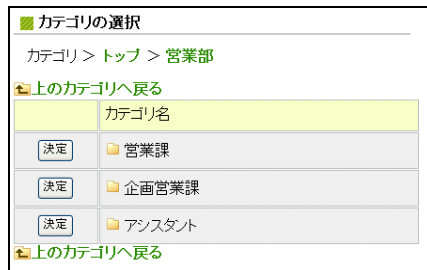 カテゴリの選択
カテゴリ > トップ > 営業部
上のカテゴリへ戻る
カテゴリ名
決定 営業課
決定 企画営業課
決定 アシスタント
上のカテゴリへ戻る